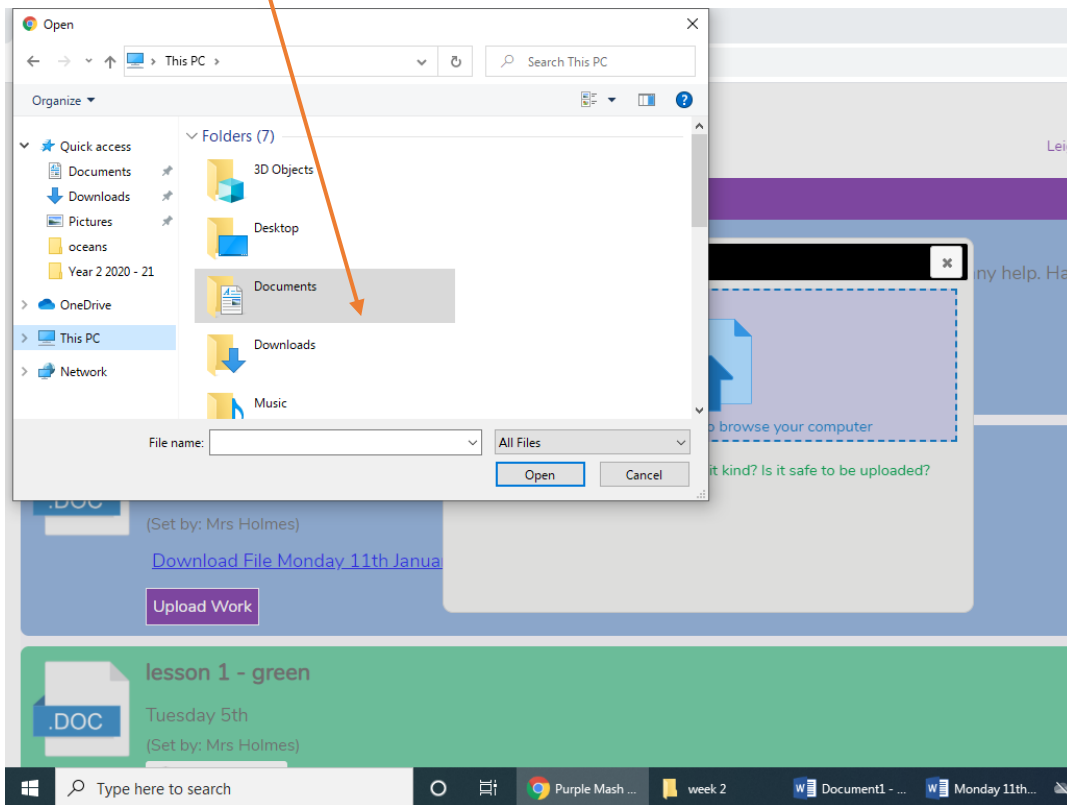 Open
This PC
Search This PC
Organize
Quick access
Documents
Downloads
Pictures
oceans
Year 2 2020 - 21
OneDrive
This PC
Network
Folders (7)
3D Objects
Desktop
Documents
Downloads
Music
File name:
All Files
Open
Cancel
Lei
ny help. Ha
browse your computer
it kind? Is it safe to be uploaded?
.DOC
(Set by: Mrs Holmes)
Download File Monday 11th Janua
Upload Work
lesson 1 - green
.DOC
Tuesday 5th
(Set by: Mrs Holmes)
Type here to search
Purple Mash ...
week 2
Document1 - ...
Monday 11th...